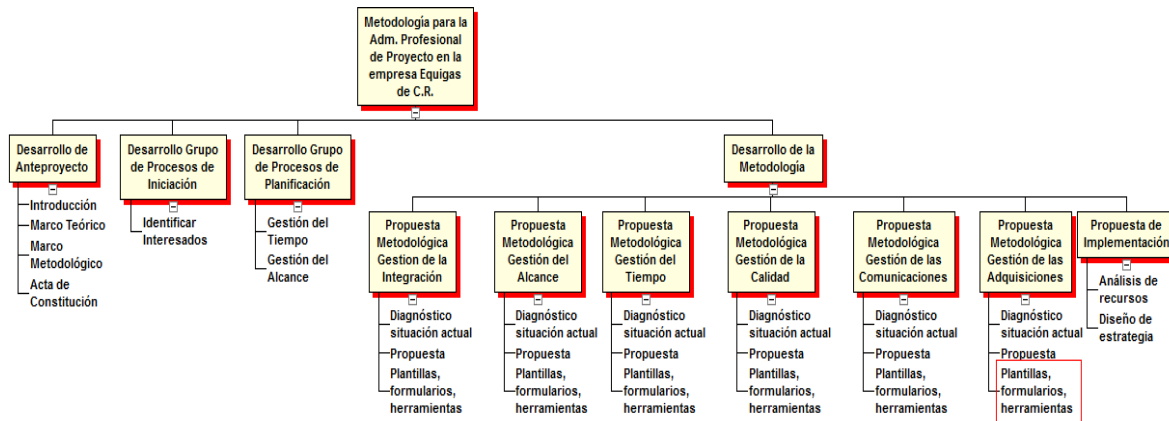 Metodología para la
Adm. Profesional
de Proyecto en la
empresa Equigas
de C.R.
Desarrollo de
Anteproyecto
Introducción
Marco Teórico
Marco
Metodológico
Acta de
Constitución
Desarrollo Grupo
de Procesos de
Iniciación
Identificar
Interesados
Desarrollo Grupo
de Procesos de
Planificación
Gestión del
Tiempo
Gestión del
Alcance
Desarrollo de la
Metodología
Propuesta
Metodológica
Gestion de la
Integración
Diagnóstico
situación actual
Propuesta
Plantillas,
formularios,
herramientas
Propuesta
Metodológica
Gestión del
Alcance
Diagnóstico
situación actual
Propuesta
Plantillas,
formularios,
herramientas
Propuesta
Metodológica
Gestión del
Tiempo
Diagnóstico
situación actual
Propuesta
Plantillas,
formularios,
herramientas
Propuesta
Metodológica
Gestión de la
Calidad
Diagnóstico
situación actual
Propuesta
Plantillas,
formularios,
herramientas
Propuesta
Metodológica
Gestión de las
Comunicaciones
Diagnóstico
situación actual
Propuesta
Plantillas,
formularios,
herramientas
Propuesta
Metodológica
Gestión de las
Adquisiciones
Diagnóstico
situación actual
Propuesta
Plantillas,
formularios,
herramientas
Propuesta de
Implementación
Análisis de
recursos
Diseño de
estrategia